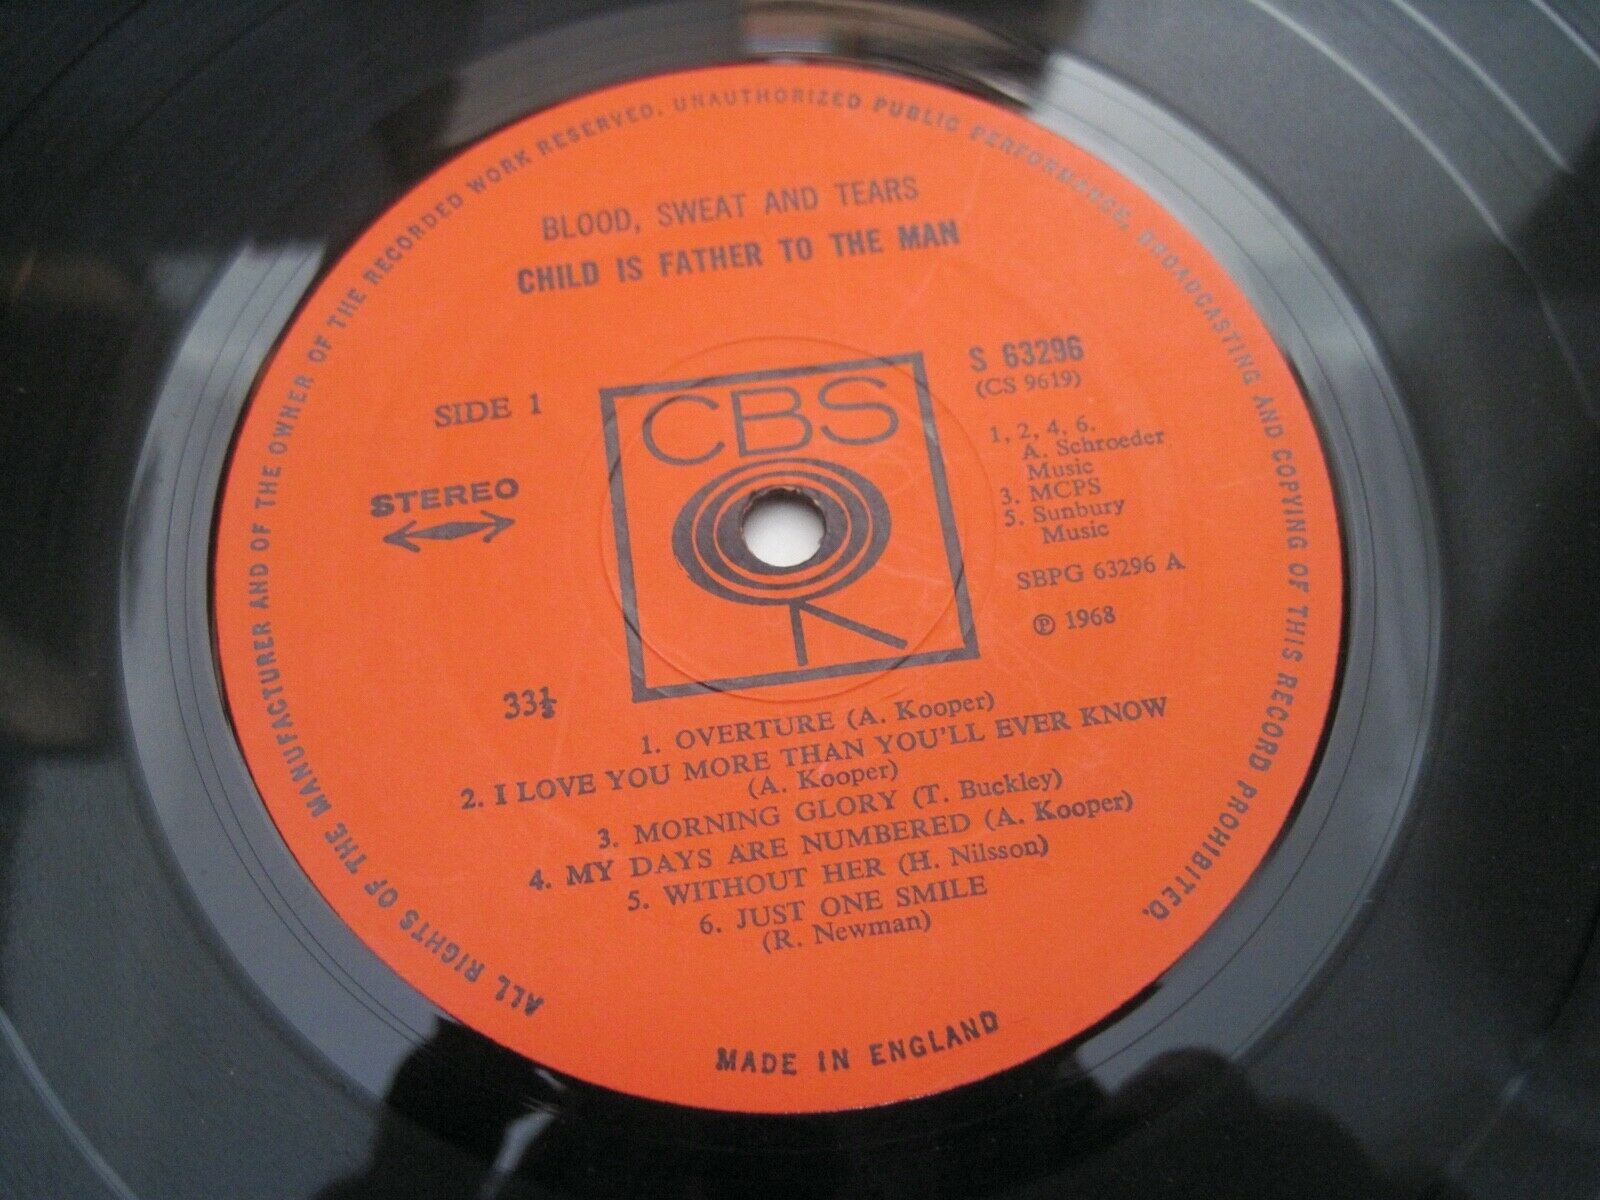 ALL RIGHTS OF THE MANUFACTURER AND OF THE OWNER OF THE RECORDED WORK RESERVED. UNAUTHORIZED PUBLIC PERFORMANCE, BROADCASTING AND COPYING OF THIS RECORD PROHIBITED.
BLOOD, SWEAT AND TEARS
CHILD IS FATHER TO THE MAN
SIDE 1
STEREO
33⅓
CBS
S 63296
(CS 9619)
1, 2, 4, 6.
A. Schroeder
Music
3. MCPS
5. Sunbury
Music
SBPG 63296 A
℗ 1968
1. OVERTURE (A. Kooper)
2. I LOVE YOU MORE THAN YOU'LL EVER KNOW
(A. Kooper)
3. MORNING GLORY (T. Buckley)
4. MY DAYS ARE NUMBERED (A. Kooper)
5. WITHOUT HER (H. Nilsson)
6. JUST ONE SMILE
(R. Newman)
MADE IN ENGLAND